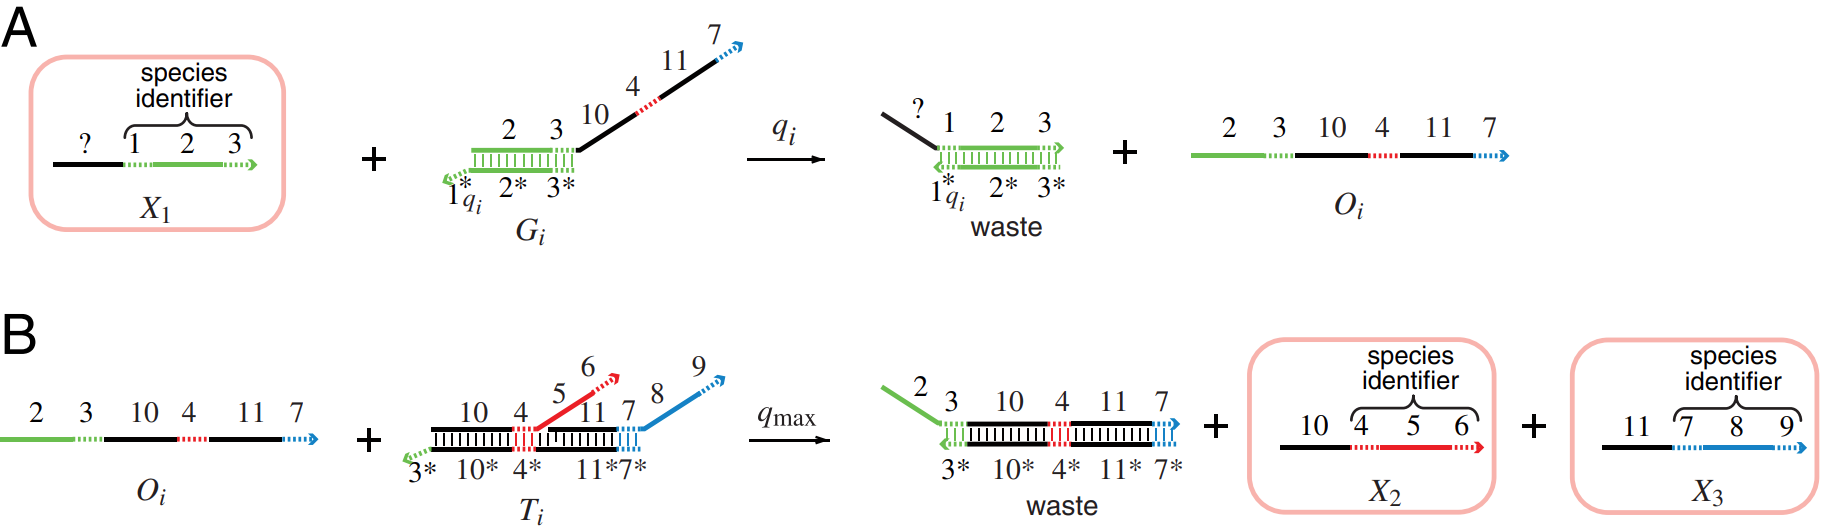 A
species
identifier
? 1 2 3
X1
+
2 3 10 4 11 7
1* qi 2* 3*
Gi
qi
? 1 2 3
1* qi 2* 3*
waste
+
2 3 10 4 11 7
Oi
B
2 3 10 4 11 7
Oi
+
10 4 5 6 11 7 8 9
3* 10* 4* 11* 7*
Ti
qmax
2 3 10 4 11 7
3* 10* 4* 11* 7*
waste
+
species
identifier
10 4 5 6
X2
+
species
identifier
11 7 8 9
X3